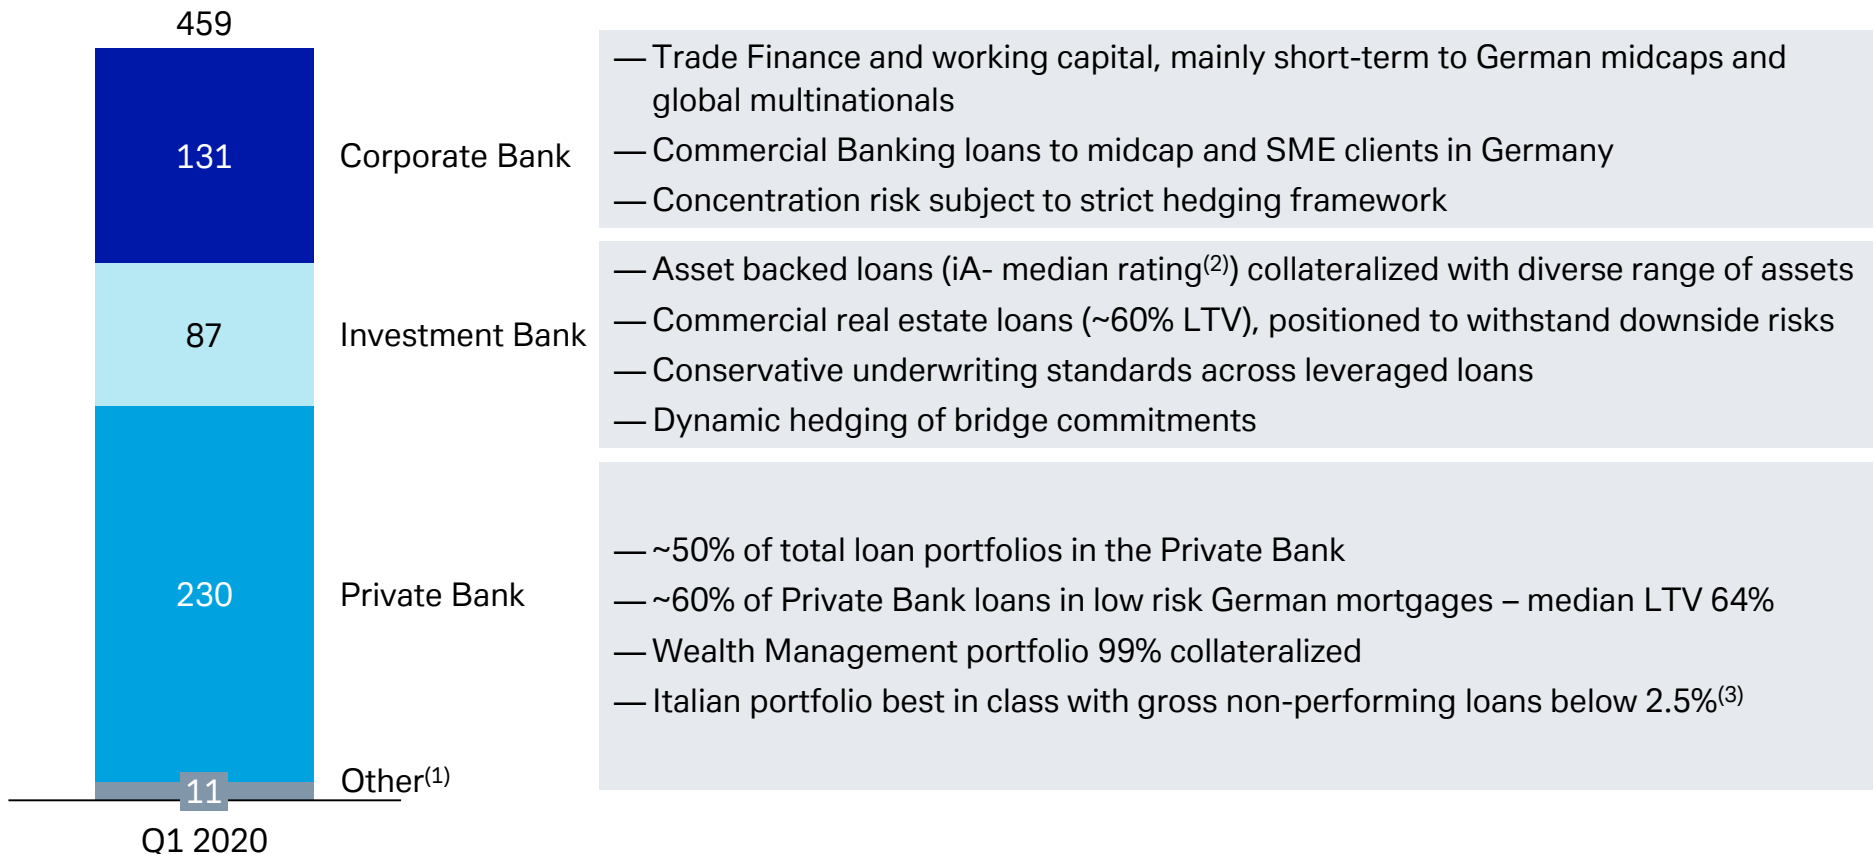 459
131
Corporate Bank
— Trade Finance and working capital, mainly short-term to German midcaps and
global multinationals
— Commercial Banking loans to midcap and SME clients in Germany
— Concentration risk subject to strict hedging framework
87
Investment Bank
— Asset backed loans (iA- median rating(2)) collateralized with diverse range of assets
— Commercial real estate loans (~60% LTV), positioned to withstand downside risks
— Conservative underwriting standards across leveraged loans
— Dynamic hedging of bridge commitments
230
Private Bank
— ~50% of total loan portfolios in the Private Bank
— ~60% of Private Bank loans in low risk German mortgages – median LTV 64%
— Wealth Management portfolio 99% collateralized
— Italian portfolio best in class with gross non-performing loans below 2.5%(3)
11
Other(1)
Q1 2020